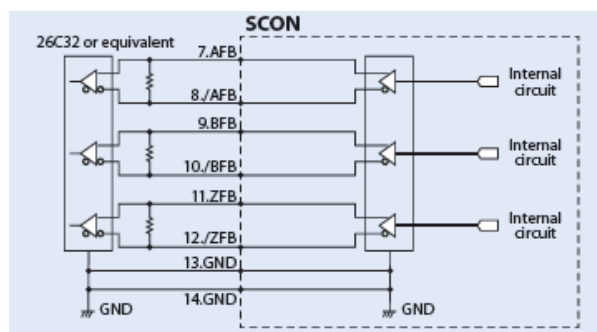 SCON
26C32 or equivalent
7.AFB
8./AFB
Internal
circuit
9.BFB
10./BFB
Internal
circuit
11.ZFB
12./ZFB
Internal
circuit
13.GND
14.GND
GND
GND